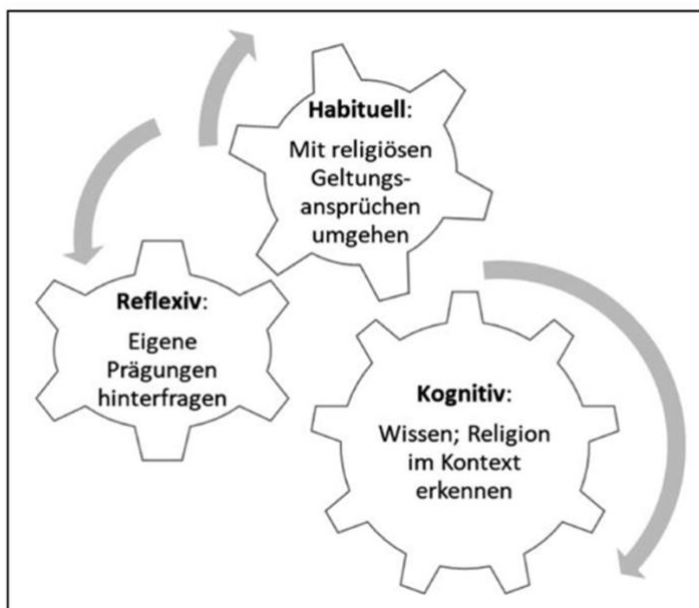 Habituell:
Mit religiösen
Geltungs-
ansprüchen
umgehen
Reflexiv:
Eigene
Prägungen
hinterfragen
Kognitiv:
Wissen; Religion
im Kontext
erkennen